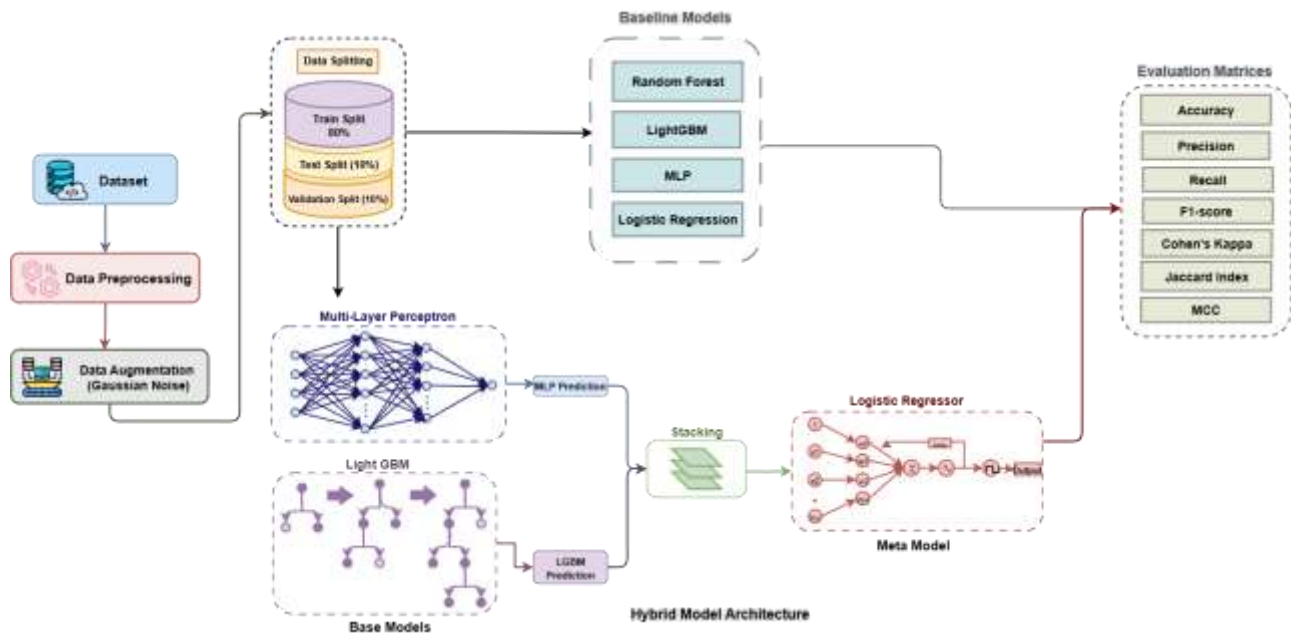 Baseline Models
Data Splitting
Train Split
80%
Test Split (10%)
Validation Split (10%)
Random Forest
LightGBM
MLP
Logistic Regression
Evaluation Matrices
Accuracy
Precision
Recall
F1-score
Cohen's Kappa
Jaccard Index
MCC
Dataset
Data Preprocessing
Data Augmentation
(Gaussian Noise)
Multi-Layer Perceptron
MLP Prediction
Light GBM
LGBM
Prediction
Base Models
Stacking
Logistic Regressor
Output
Meta Model
Hybrid Model Architecture